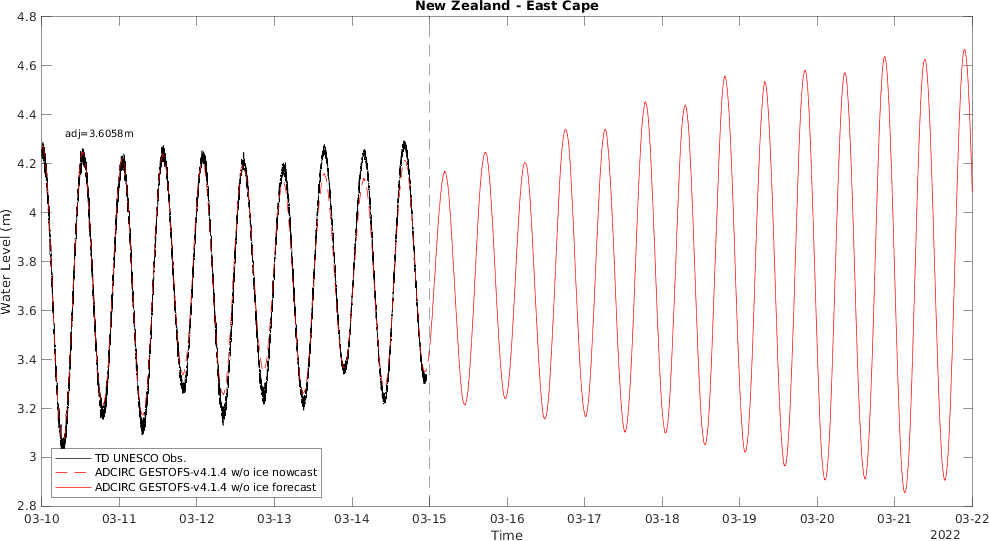 New Zealand - East Cape
4.8
4.6
4.4
4.2
4
3.8
3.6
3.4
3.2
3
2.8
Water Level (m)
adj=3.6058m
TD UNESCO Obs.
ADCIRC GESTOFS-v4.1.4 w/o ice nowcast
ADCIRC GESTOFS-v4.1.4 w/o ice forecast
03-10 03-11 03-12 03-13 03-14 03-15 03-16 03-17 03-18 03-19 03-20 03-21 03-22
Time
2022